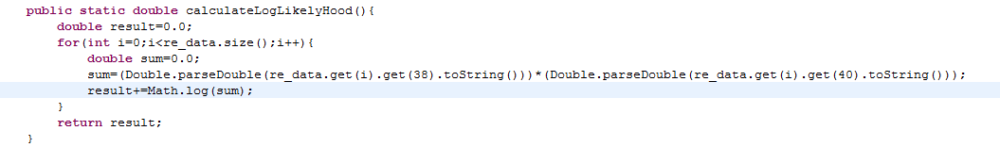 public static double calculateLogLikelyHood(){
double result=0.0;
for(int i=0;i<re_data.size();i++){
double sum=0.0;
sum=(Double.parseDouble(re_data.get(i).get(38).toString()))*(Double.parseDouble(re_data.get(i).get(40).toString()));
result+=Math.log(sum);
}
return result;
}